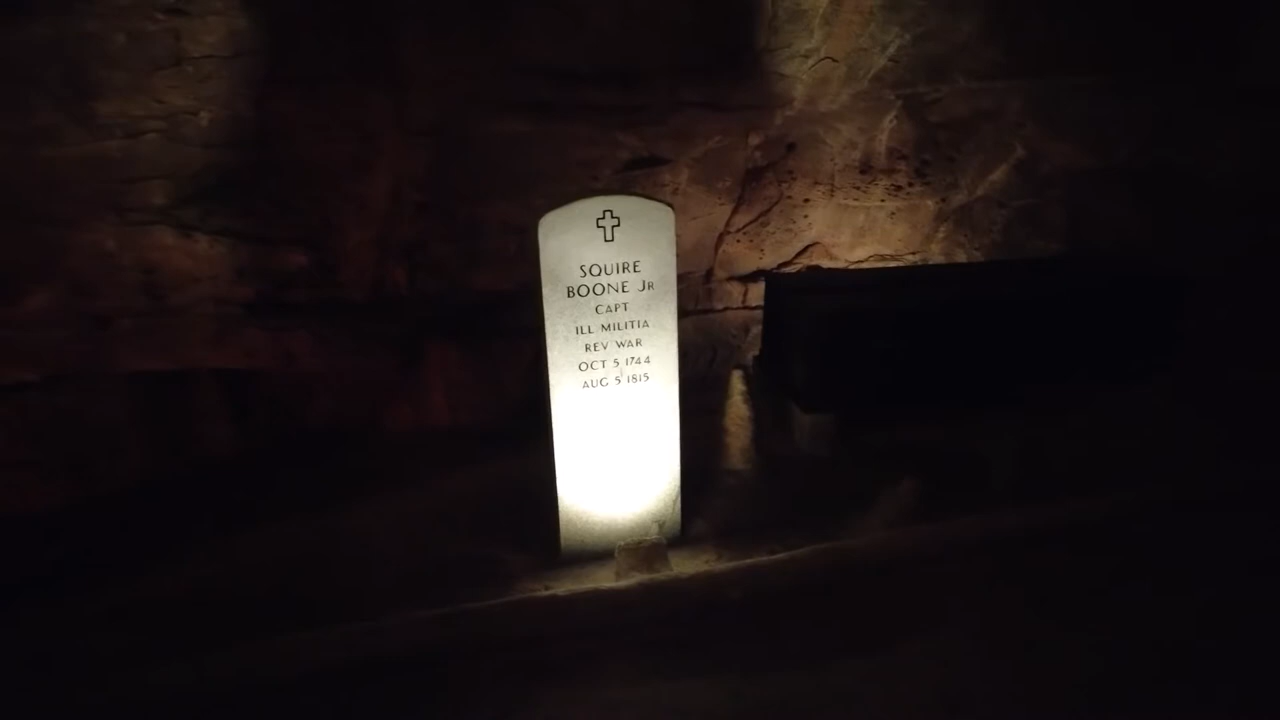 SQUIRE
BOONE JR
CAPT
ILL MILITIA
REV WAR
OCT 5 1744
AUG 5 1815